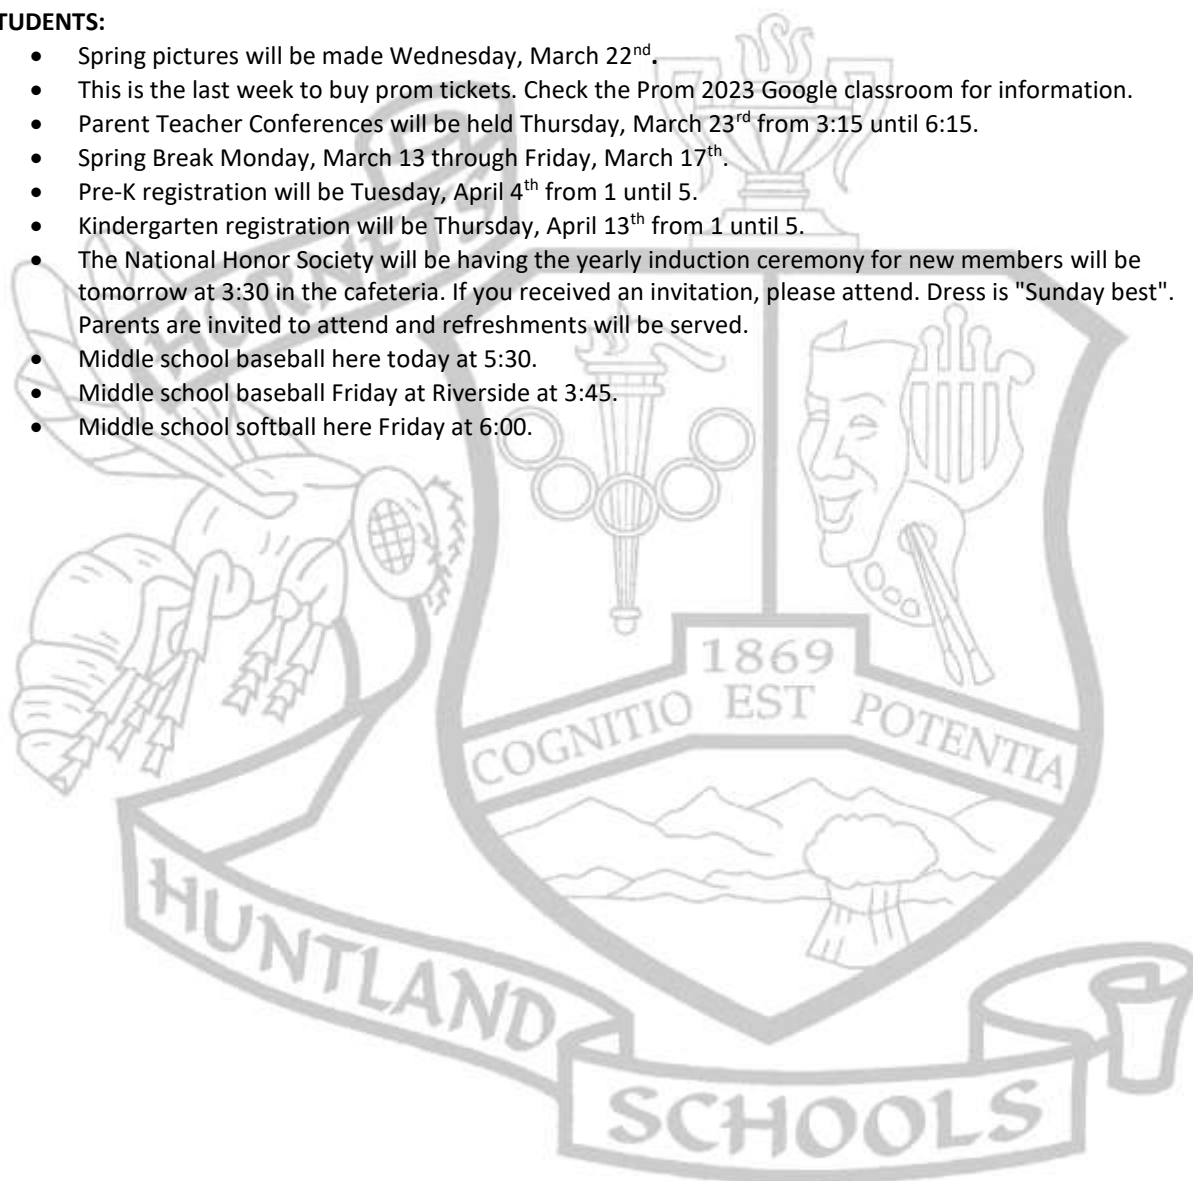 TUDENTS:
• Spring pictures will be made Wednesday, March 22nd.
• This is the last week to buy prom tickets. Check the Prom 2023 Google classroom for information.
• Parent Teacher Conferences will be held Thursday, March 23rd from 3:15 until 6:15.
• Spring Break Monday, March 13 through Friday, March 17th.
• Pre-K registration will be Tuesday, April 4th from 1 until 5.
• Kindergarten registration will be Thursday, April 13th from 1 until 5.
• The National Honor Society will be having the yearly induction ceremony for new members will be
tomorrow at 3:30 in the cafeteria. If you received an invitation, please attend. Dress is "Sunday best".
Parents are invited to attend and refreshments will be served.
• Middle school baseball here today at 5:30.
• Middle school baseball Friday at Riverside at 3:45.
• Middle school softball here Friday at 6:00.
HORNETS
1869
COGNITIO EST POTENTIA
HUNTLAND
SCHOOLS